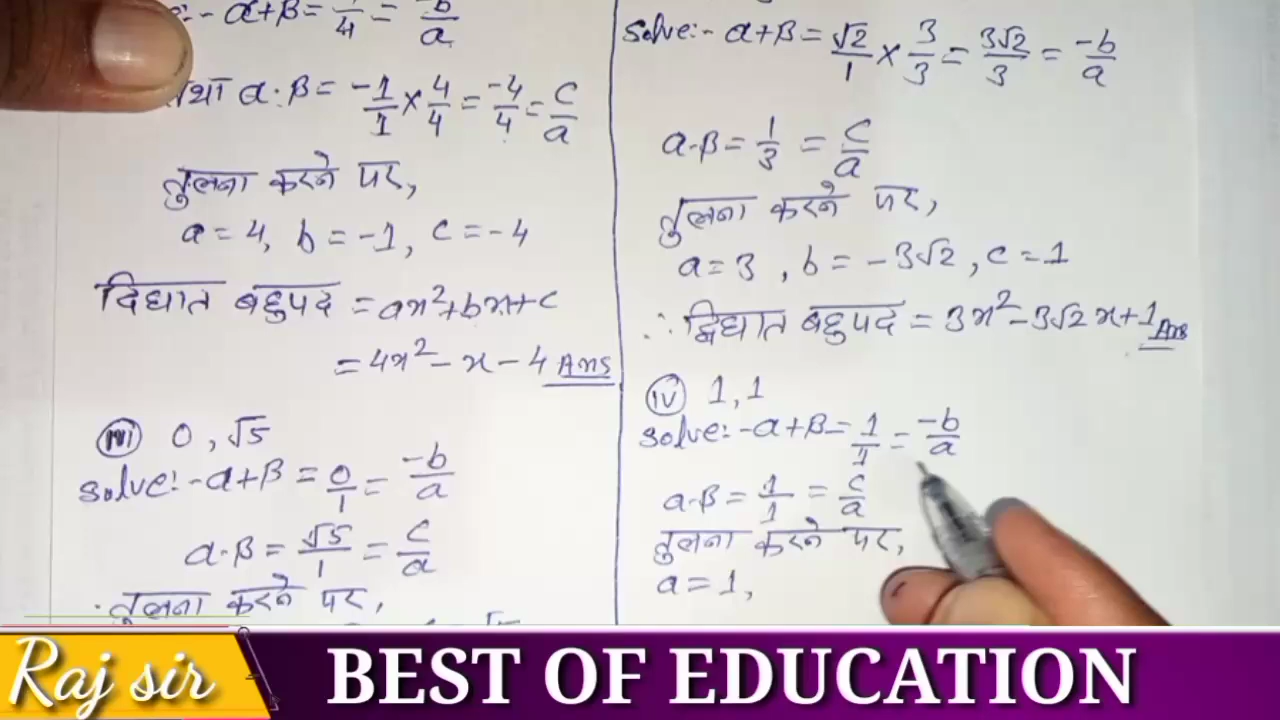 :- α+β = 1/4 = -b/a
तथा α·β = -1/1 × 4/4 = -4/4 = c/a
तुलना करने पर,
a = 4, b = -1, c = -4
दिघात बहुपद = ax²+bx+c
= 4x² - x - 4 Ans
(iii) 0, √5
Solve:- α+β = 0/1 = -b/a
α·β = √5/1 = c/a
तुलना करने पर,
Solve:- α+β = √2/1 × 3/3 = 3√2/3 = -b/a
α·β = 1/3 = c/a
तुलना करने पर,
a = 3, b = -3√2, c = 1
∴ द्विघात बहुपद = 3x² - 3√2x + 1 Ans
(iv) 1, 1
Solve:- α+β = 1/1 = -b/a
α·β = 1/1 = c/a
तुलना करने पर,
a = 1,
Raj sir
BEST OF EDUCATION